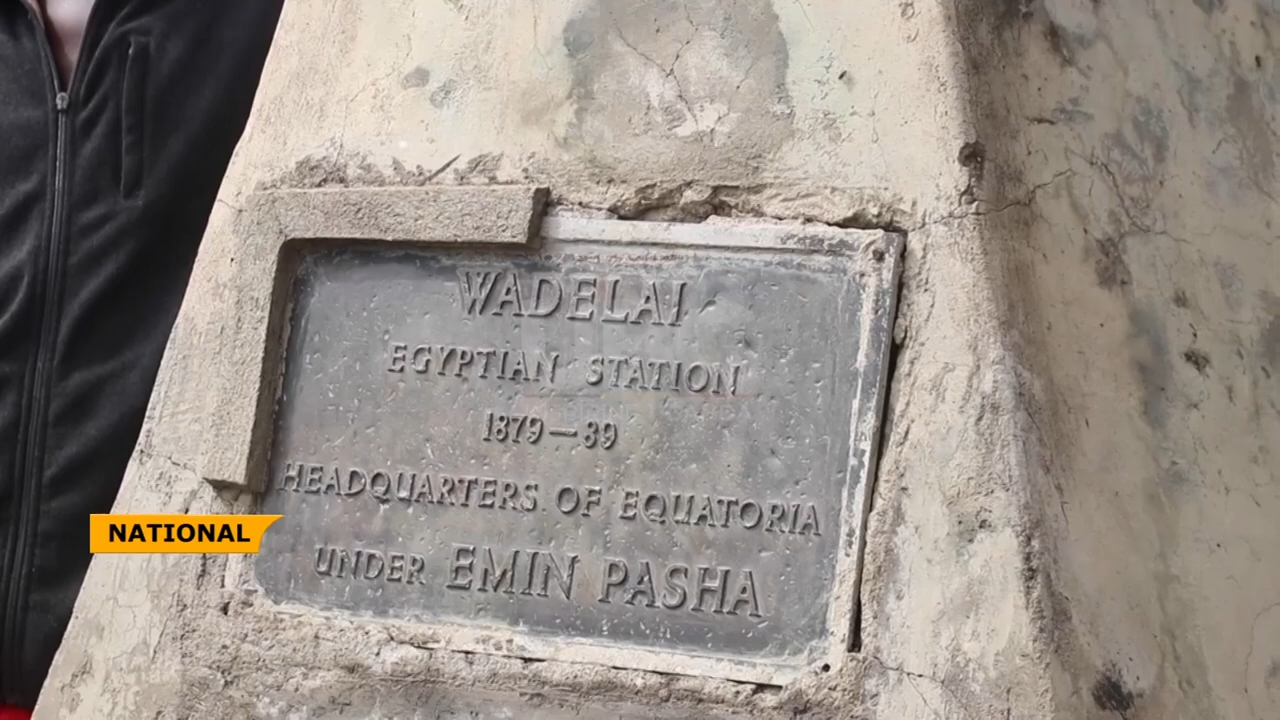 WADELAI
EGYPTIAN STATION
1879—89
HEADQUARTERS OF EQUATORIA
UNDER EMIN PASHA
NATIONAL